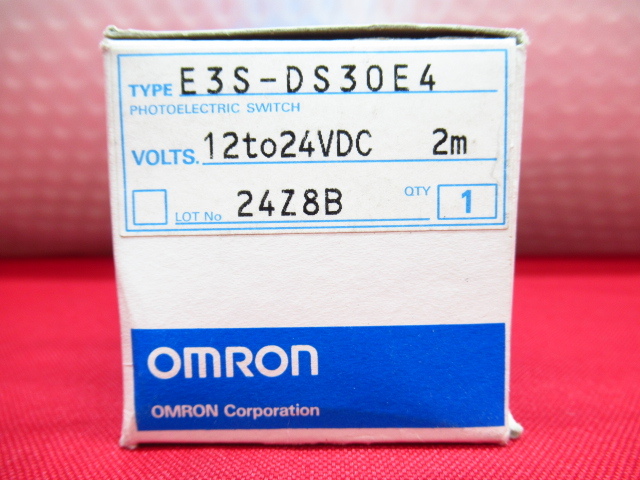 TYPE E3S-DS30E4
PHOTOELECTRIC SWITCH
VOLTS. 12to24VDC 2m
LOT No 24Z8B QTY 1
OMRON
OMRON Corporation